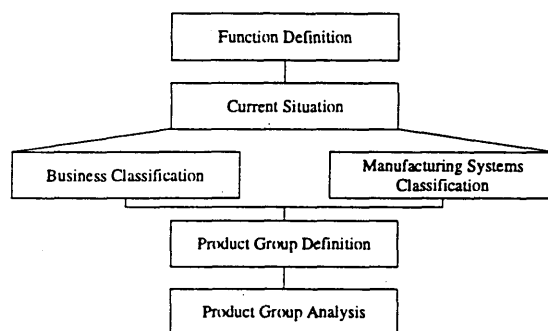 Function Definition
Current Situation
Business Classification
Manufacturing Systems
Classification
Product Group Definition
Product Group Analysis